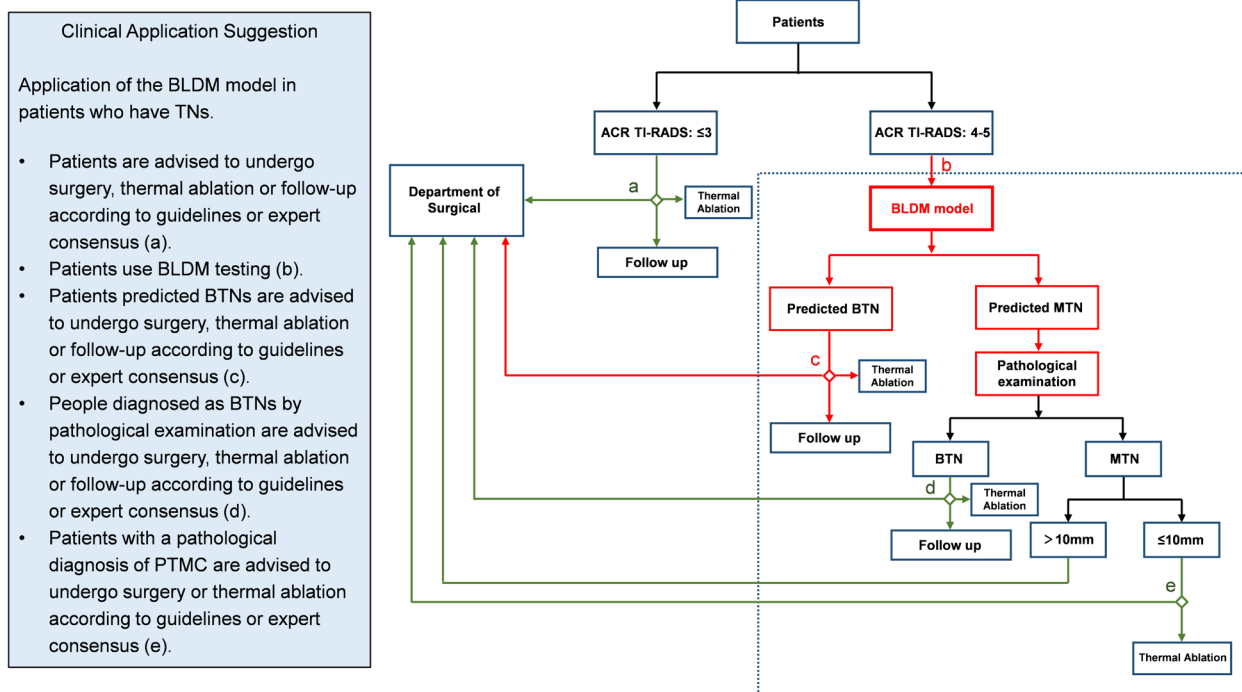 Clinical Application Suggestion
Application of the BLDM model in
patients who have TNs.
• Patients are advised to undergo
surgery, thermal ablation or follow-up
according to guidelines or expert
consensus (a).
• Patients use BLDM testing (b).
• Patients predicted BTNs are advised
to undergo surgery, thermal ablation
or follow-up according to guidelines
or expert consensus (c).
• People diagnosed as BTNs by
pathological examination are advised
to undergo surgery, thermal ablation
or follow-up according to guidelines
or expert consensus (d).
• Patients with a pathological
diagnosis of PTMC are advised to
undergo surgery or thermal ablation
according to guidelines or expert
consensus (e).
Patients
ACR TI-RADS: ≤3
ACR TI-RADS: 4-5
b
Department of
Surgical
a
Thermal
Ablation
Follow up
BLDM model
Predicted BTN
Predicted MTN
c
Thermal
Ablation
Pathological
examination
Follow up
BTN
MTN
d
Thermal
Ablation
Follow up
＞10mm
≤10mm
e
Thermal Ablation